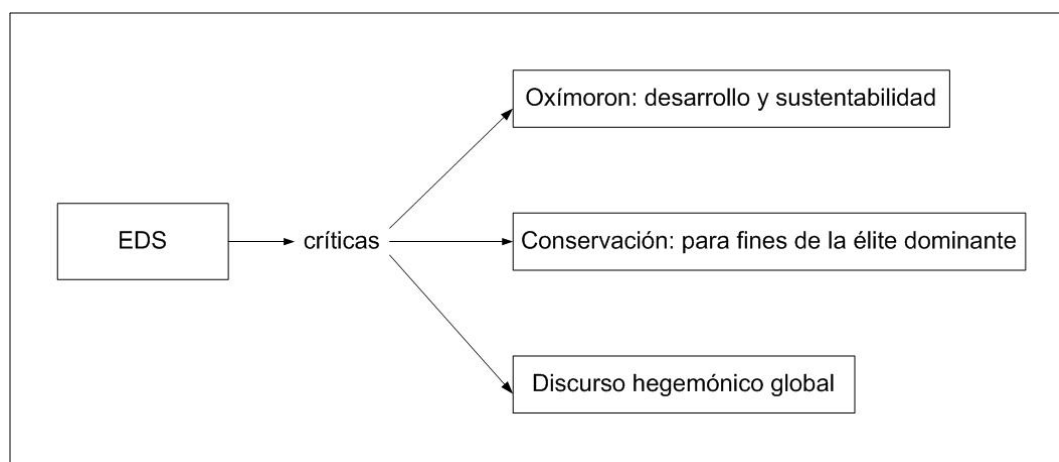 Oxímoron: desarrollo y sustentabilidad
EDS
críticas
Conservación: para fines de la élite dominante
Discurso hegemónico global